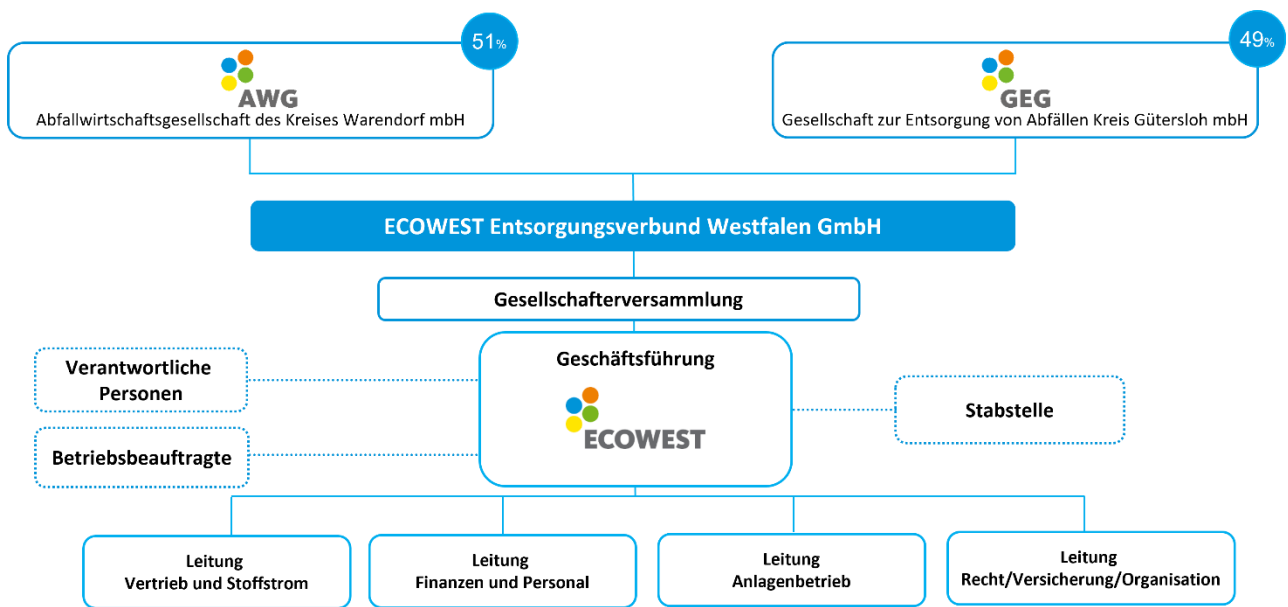 51%
AWG
Abfallwirtschaftsgesellschaft des Kreises Warendorf mbH
49%
GEG
Gesellschaft zur Entsorgung von Abfällen Kreis Gütersloh mbH
ECOWEST Entsorgungsverbund Westfalen GmbH
Gesellschafterversammlung
Geschäftsführung
ECOWEST
Verantwortliche
Personen
Betriebsbeauftragte
Stabstelle
Leitung
Vertrieb und Stoffstrom
Leitung
Finanzen und Personal
Leitung
Anlagenbetrieb
Leitung
Recht/Versicherung/Organisation